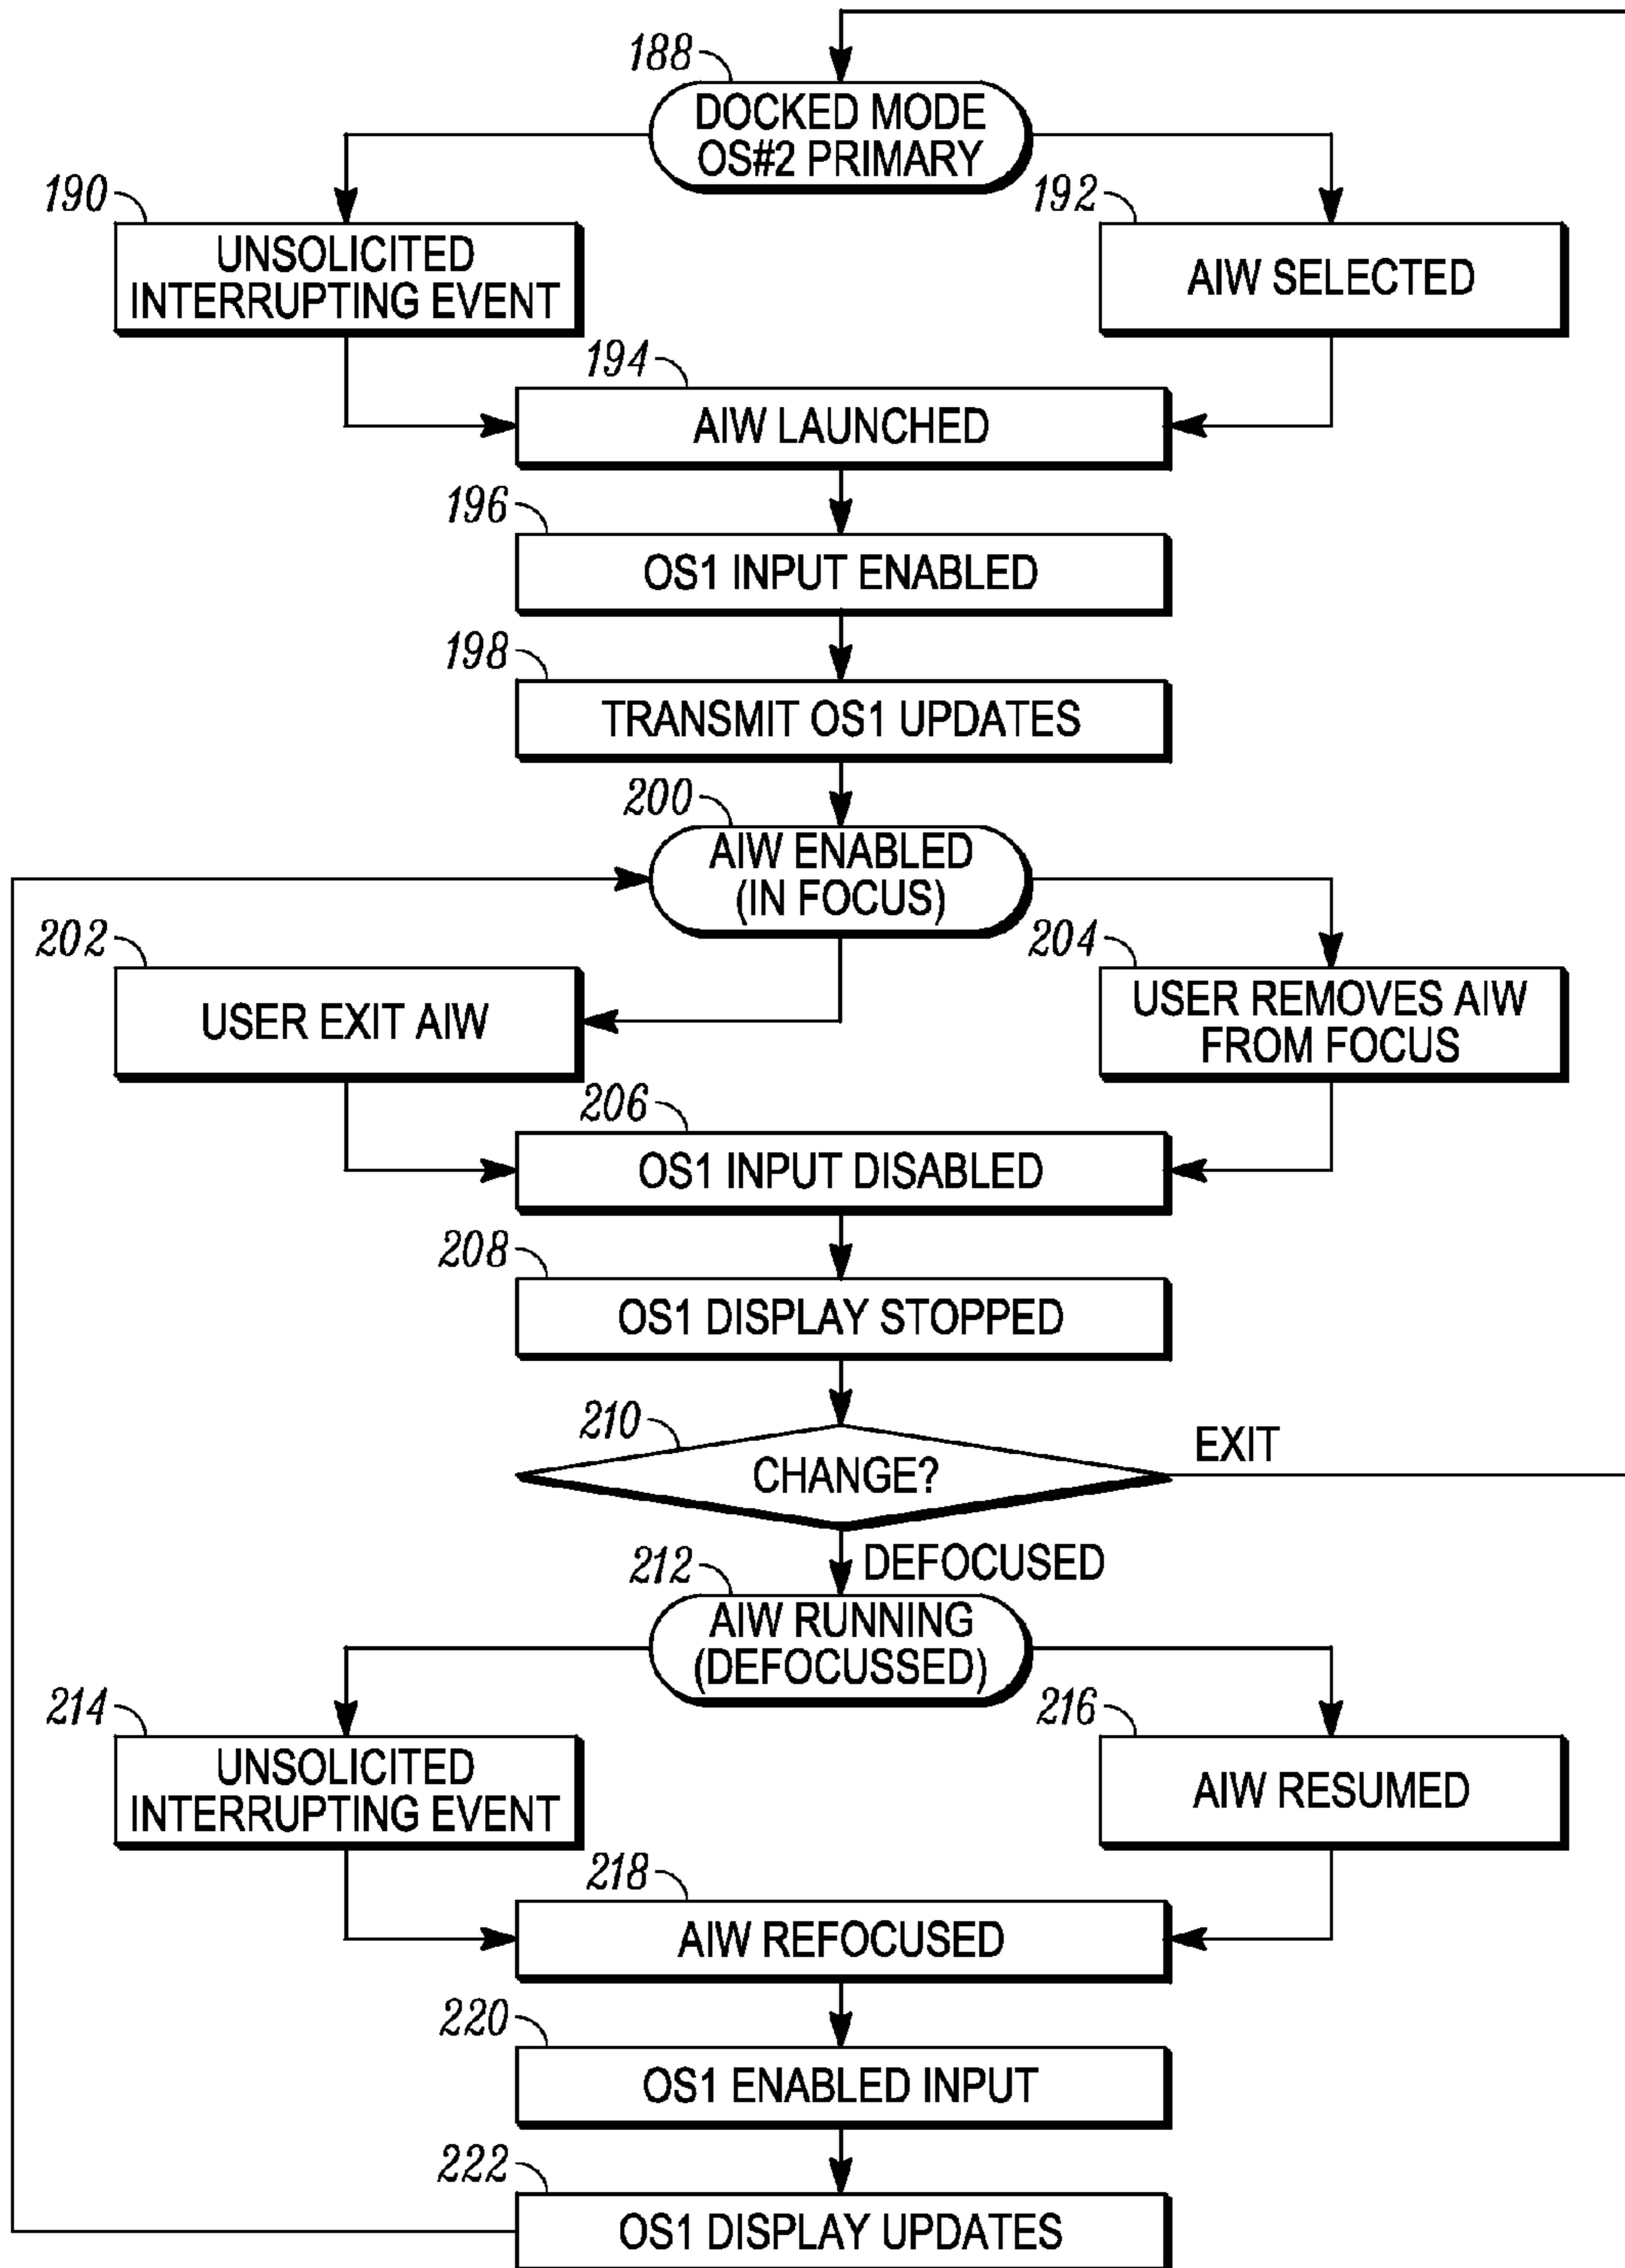 188
DOCKED MODE
OS#2 PRIMARY
190
UNSOLICITED
INTERRUPTING EVENT
192
AIW SELECTED
194
AIW LAUNCHED
196
OS1 INPUT ENABLED
198
TRANSMIT OS1 UPDATES
200
AIW ENABLED
(IN FOCUS)
202
USER EXIT AIW
204
USER REMOVES AIW
FROM FOCUS
206
OS1 INPUT DISABLED
208
OS1 DISPLAY STOPPED
210
CHANGE?
EXIT
DEFOCUSED
212
AIW RUNNING
(DEFOCUSSED)
214
UNSOLICITED
INTERRUPTING EVENT
216
AIW RESUMED
218
AIW REFOCUSED
220
OS1 ENABLED INPUT
222
OS1 DISPLAY UPDATES